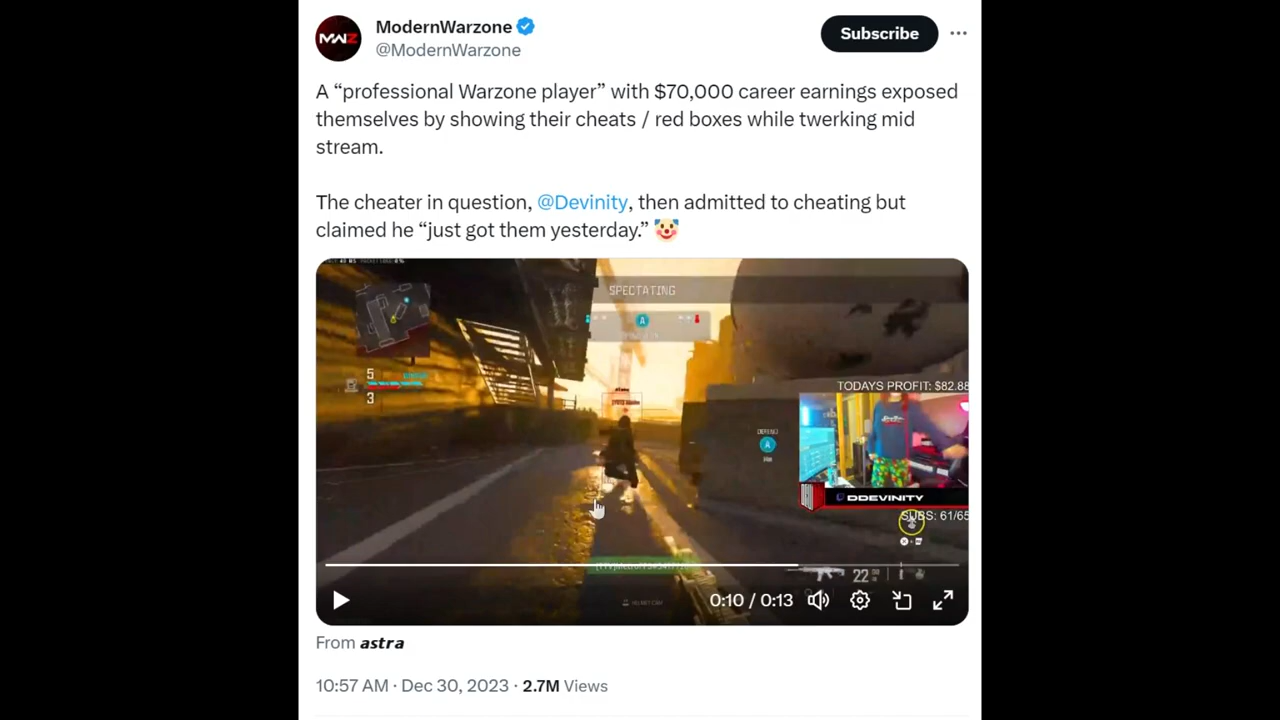 ModernWarzone
@ModernWarzone
Subscribe
A “professional Warzone player” with $70,000 career earnings exposed
themselves by showing their cheats / red boxes while twerking mid
stream.
The cheater in question, @Devinity, then admitted to cheating but
claimed he “just got them yesterday.” 🤡
SPECTATING
A
5
3
TODAYS PROFIT: $82.88
DEFEND
A
DDEVINITY
SUBS: 61/65
22
0:10 / 0:13
From astra
10:57 AM · Dec 30, 2023 · 2.7M Views